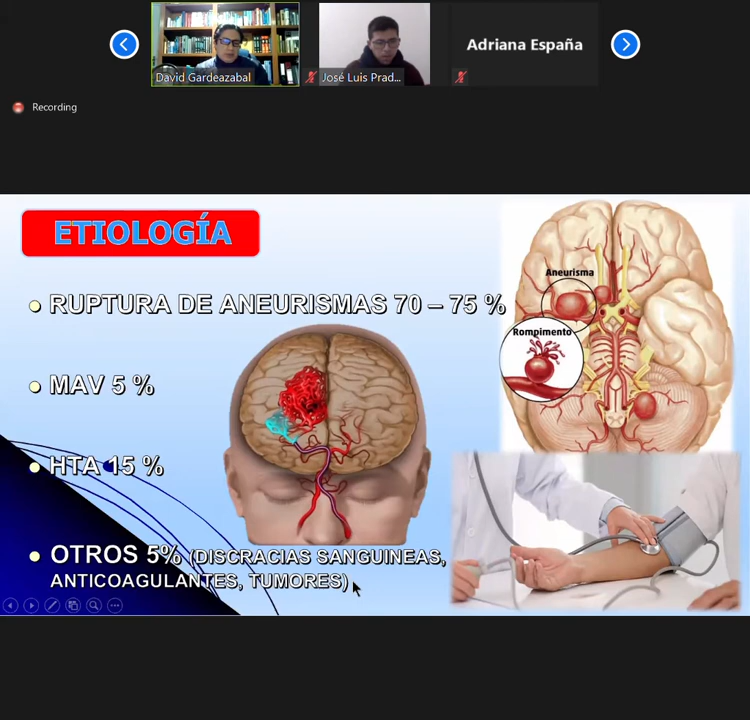 Adriana España
David Gardeazabal
José Luis Prad...
Recording
ETIOLOGÍA
Aneurisma
• RUPTURA DE ANEURISMAS 70 – 75 %
Rompimento
• MAV 5 %
• HTA 15 %
• OTROS 5% (DISCRACIAS SANGUINEAS,
ANTICOAGULANTES, TUMORES)